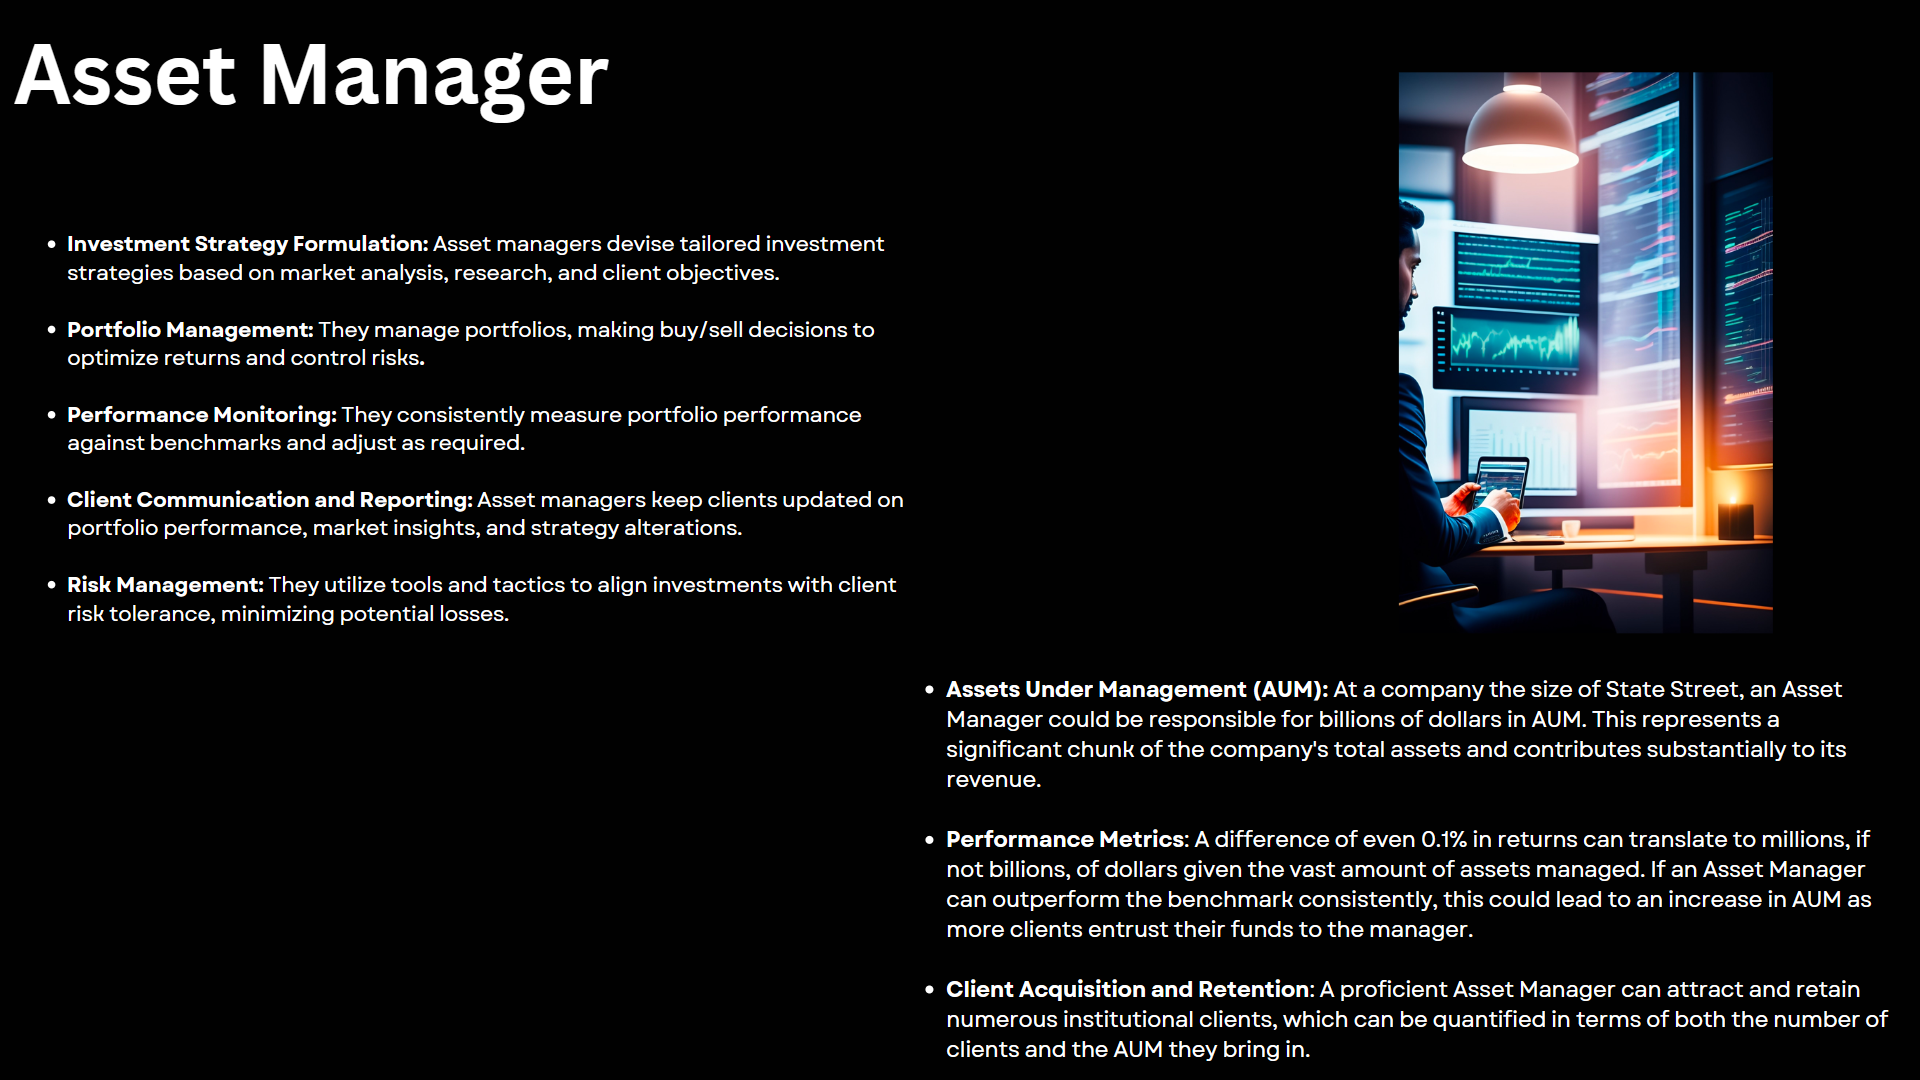 Asset Manager
• Investment Strategy Formulation: Asset managers devise tailored investment
strategies based on market analysis, research, and client objectives.
• Portfolio Management: They manage portfolios, making buy/sell decisions to
optimize returns and control risks.
• Performance Monitoring: They consistently measure portfolio performance
against benchmarks and adjust as required.
• Client Communication and Reporting: Asset managers keep clients updated on
portfolio performance, market insights, and strategy alterations.
• Risk Management: They utilize tools and tactics to align investments with client
risk tolerance, minimizing potential losses.
• Assets Under Management (AUM): At a company the size of State Street, an Asset
Manager could be responsible for billions of dollars in AUM. This represents a
significant chunk of the company's total assets and contributes substantially to its
revenue.
• Performance Metrics: A difference of even 0.1% in returns can translate to millions, if
not billions, of dollars given the vast amount of assets managed. If an Asset Manager
can outperform the benchmark consistently, this could lead to an increase in AUM as
more clients entrust their funds to the manager.
• Client Acquisition and Retention: A proficient Asset Manager can attract and retain
numerous institutional clients, which can be quantified in terms of both the number of
clients and the AUM they bring in.